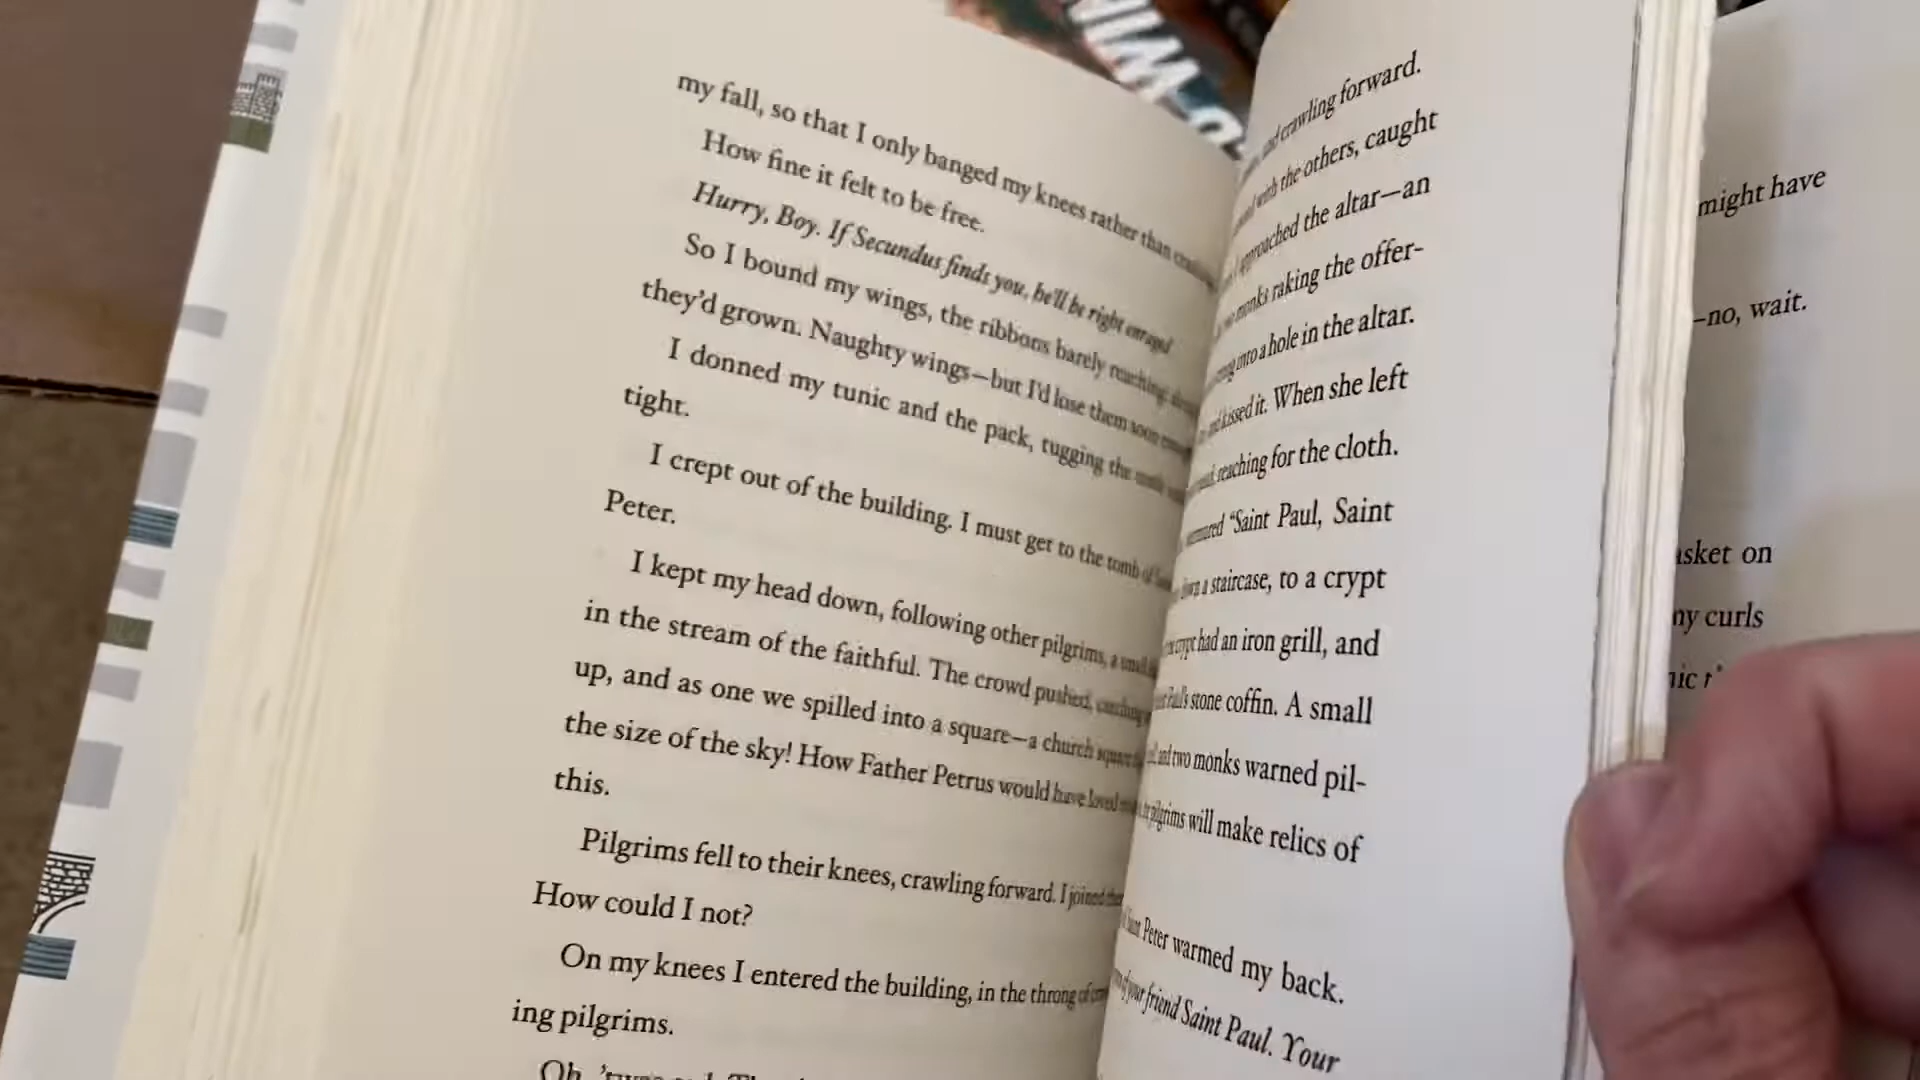 my fall, so that I only banged my knees rather than
How fine it felt to be free.
Hurry, Boy. If Secundus finds you, he'll be right enraged
So I bound my wings, the ribbons barely reaching
they'd grown. Naughty wings—but I'd lose them soon
I donned my tunic and the pack, tugging the
tight.
I crept out of the building. I must get to the tomb of
Peter.
I kept my head down, following other pilgrims, a small
in the stream of the faithful. The crowd pushed,
up, and as one we spilled into a square—a church square
the size of the sky! How Father Petrus would have loved
this.
Pilgrims fell to their knees, crawling forward. I joined
How could I not?
On my knees I entered the building, in the throng of
ing pilgrims.
Oh,
and crawling forward.
with the others, caught
approached the altar—an
monks raking the offer-
into a hole in the altar.
and kissed it. When she left
reaching for the cloth.
"Saint Paul, Saint
down a staircase, to a crypt
crypt had an iron grill, and
Paul's stone coffin. A small
and two monks warned pil-
pilgrims will make relics of
Saint Peter warmed my back.
your friend Saint Paul. Your
might have
—no, wait.
on
my curls